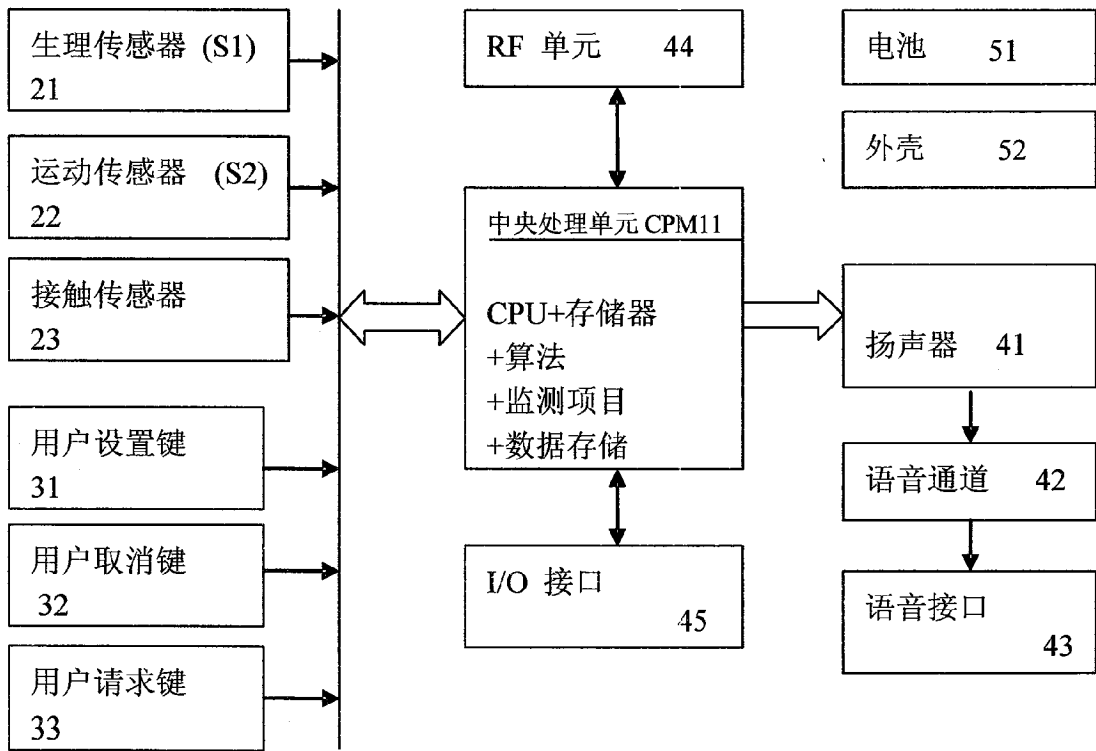 生理传感器 (S1)
21
运动传感器 (S2)
22
接触传感器
23
用户设置键
31
用户取消键
32
用户请求键
33
RF 单元 44
中央处理单元 CPM11
CPU+存储器
+算法
+监测项目
+数据存储
I/O 接口
45
电池 51
外壳 52
扬声器 41
语音通道 42
语音接口
43